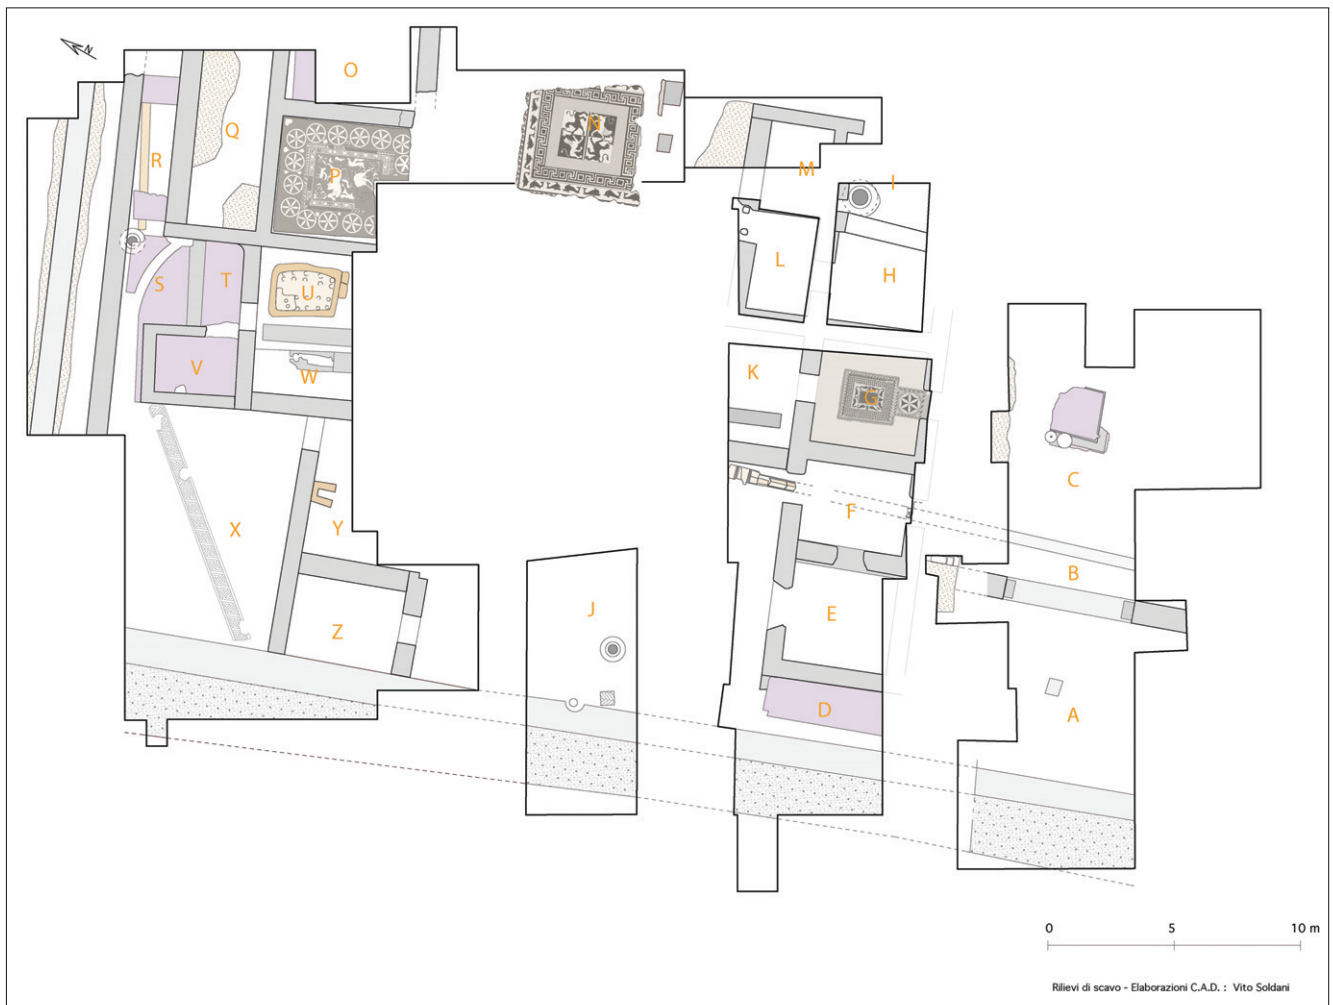 N
O
N
Q
R
P
M
I
S
T
U
L
H
V
W
K
G
C
X
Y
F
B
J
E
Z
D
A
0 5 10 m
Rilievi di scavo - Elaborazioni C.A.D. : Vito Soldani